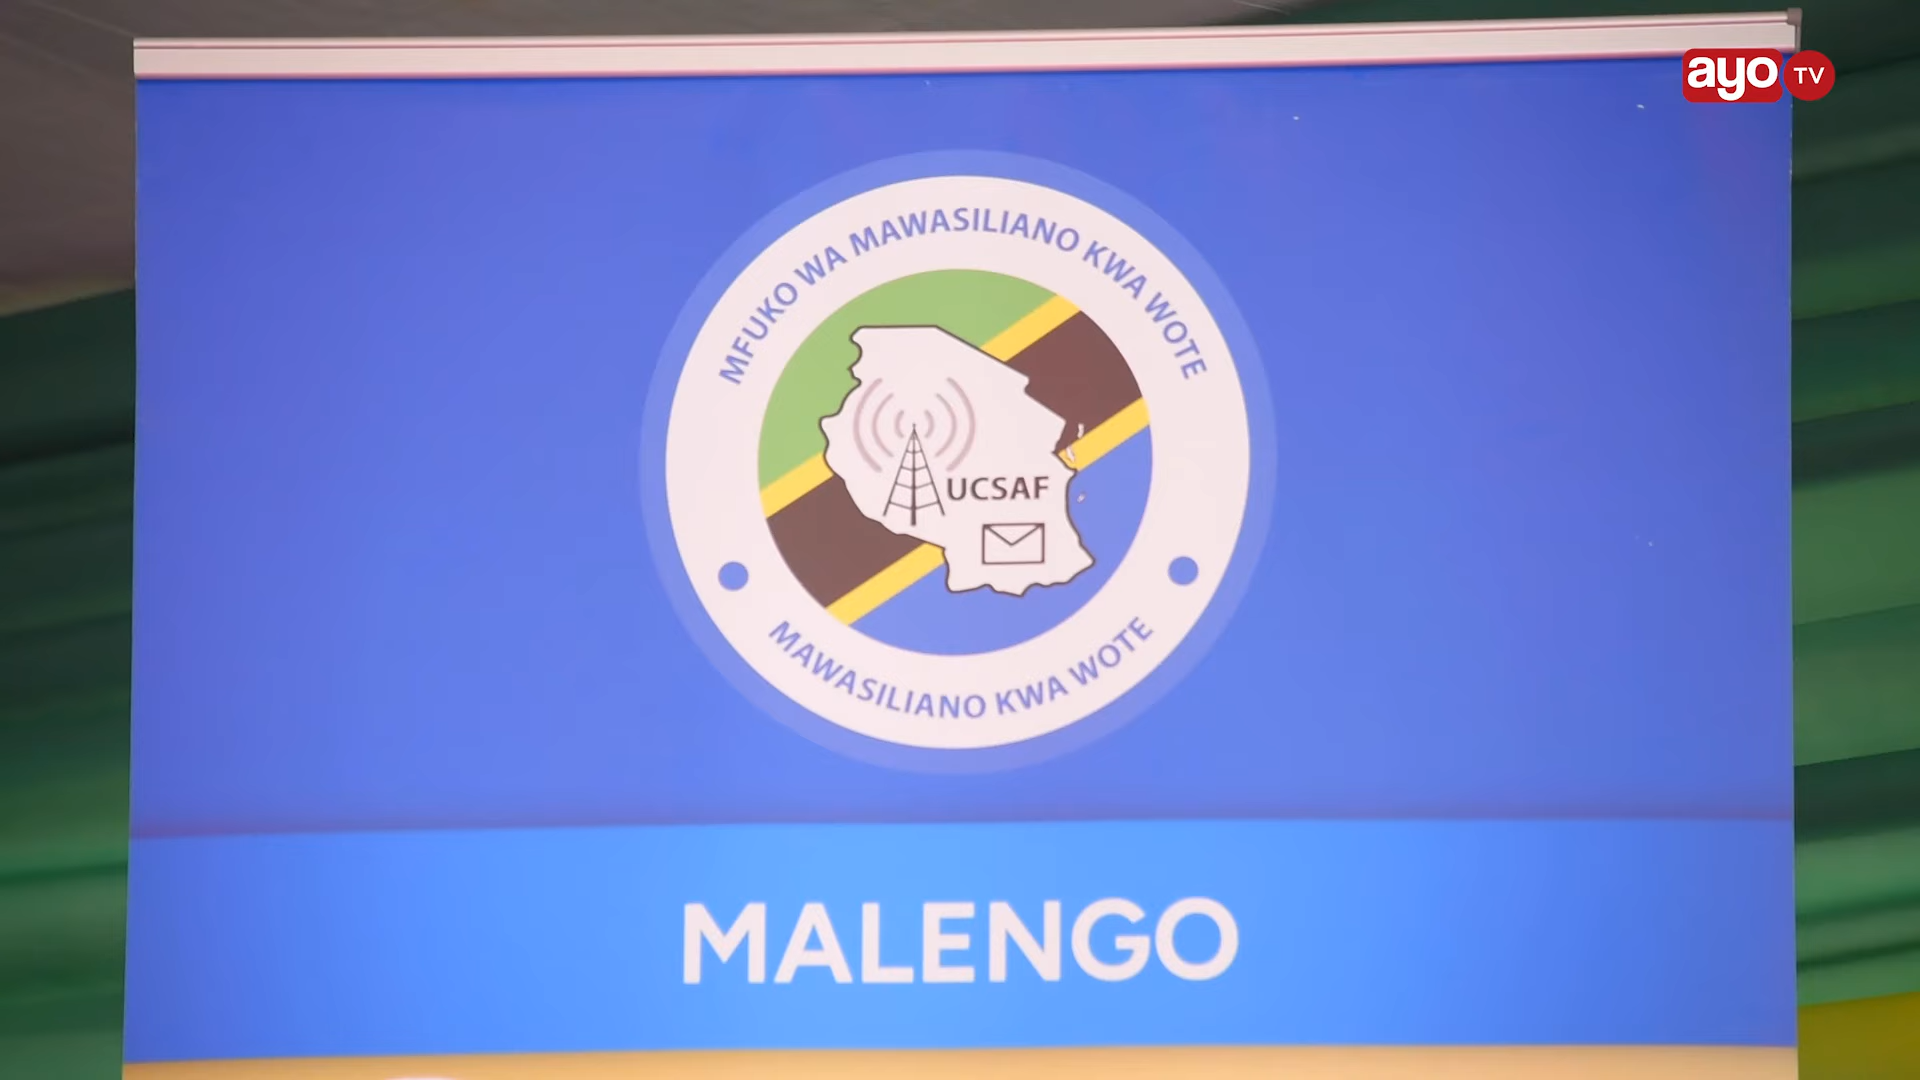 ayo TV
MFUKO WA MAWASILIANO KWA WOTE
UCSAF
MAWASILIANO KWA WOTE
MALENGO